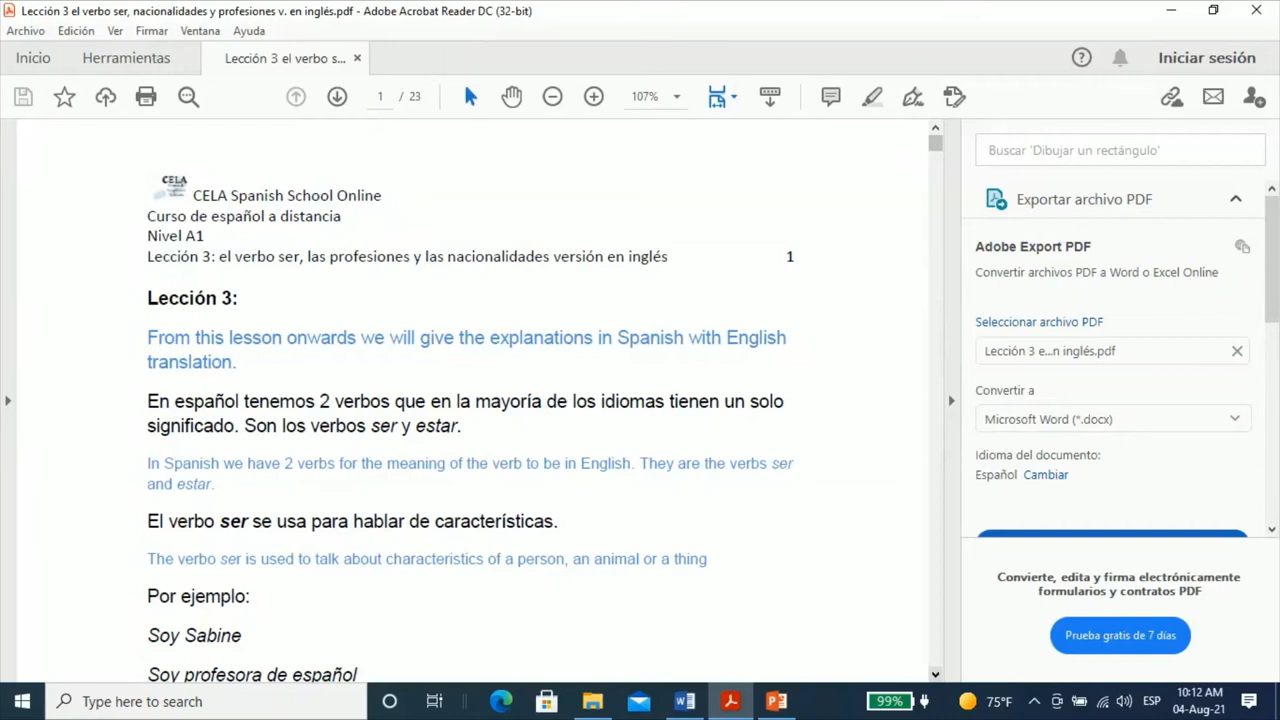 Lección 3 el verbo ser, nacionalidades y profesiones v. en inglés.pdf - Adobe Acrobat Reader DC (32-bit)
Archivo Edición Ver Firmar Ventana Ayuda
Inicio Herramientas Lección 3 el verbo s... × Iniciar sesión
1 / 23 107%
Buscar 'Dibujar un rectángulo'
Exportar archivo PDF
Adobe Export PDF
Convertir archivos PDF a Word o Excel Online
Seleccionar archivo PDF
Lección 3 e...n inglés.pdf
Convertir a
Microsoft Word (*.docx)
Idioma del documento:
Español Cambiar
Convierte, edita y firma electrónicamente
formularios y contratos PDF
Prueba gratis de 7 días
CELA
CELA Spanish School Online
Curso de español a distancia
Nivel A1
Lección 3: el verbo ser, las profesiones y las nacionalidades versión en inglés 1
Lección 3:
From this lesson onwards we will give the explanations in Spanish with English
translation.
En español tenemos 2 verbos que en la mayoría de los idiomas tienen un solo
significado. Son los verbos ser y estar.
In Spanish we have 2 verbs for the meaning of the verb to be in English. They are the verbs ser
and estar.
El verbo ser se usa para hablar de características.
The verbo ser is used to talk about characteristics of a person, an animal or a thing
Por ejemplo:
Soy Sabine
Soy profesora de español
Type here to search
99%
75°F
ESP
10:12 AM
04-Aug-21